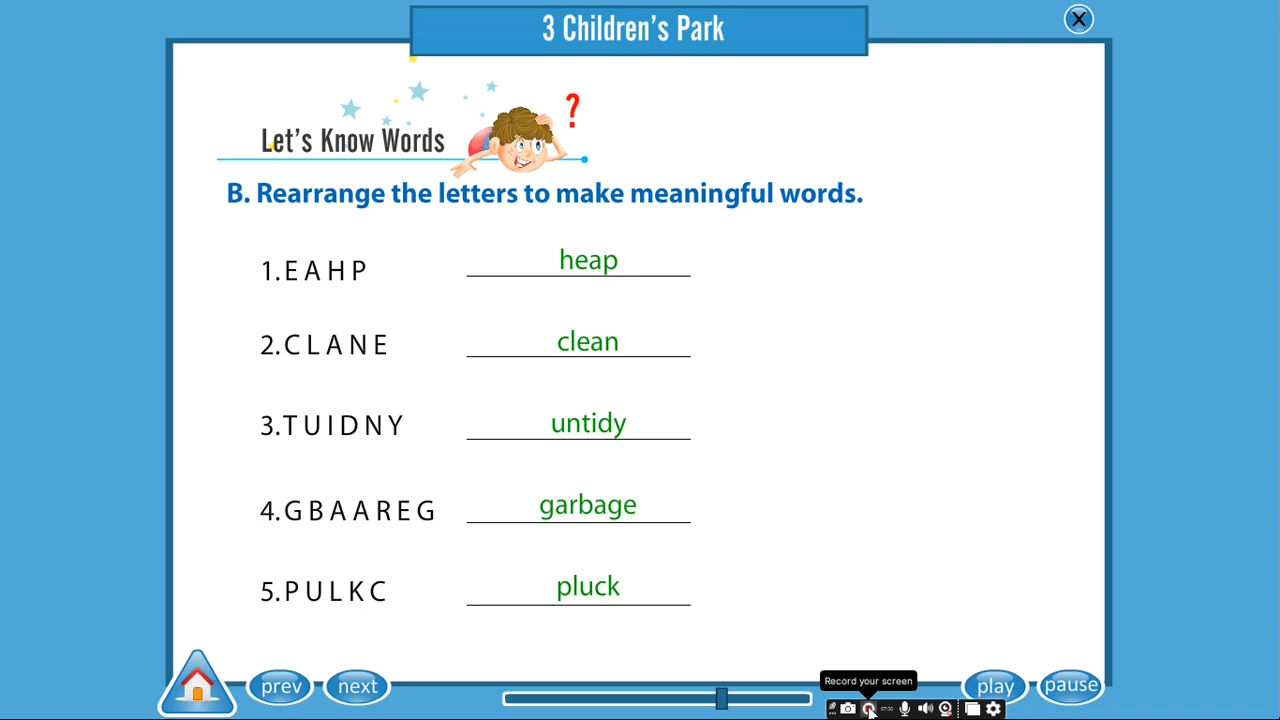 3 Children's Park
X
?
Let's Know Words
B. Rearrange the letters to make meaningful words.
1. E A H P heap
2. C L A N E clean
3. T U I D N Y untidy
4. G B A A R E G garbage
5. P U L K C pluck
Record your screen
prev next play pause